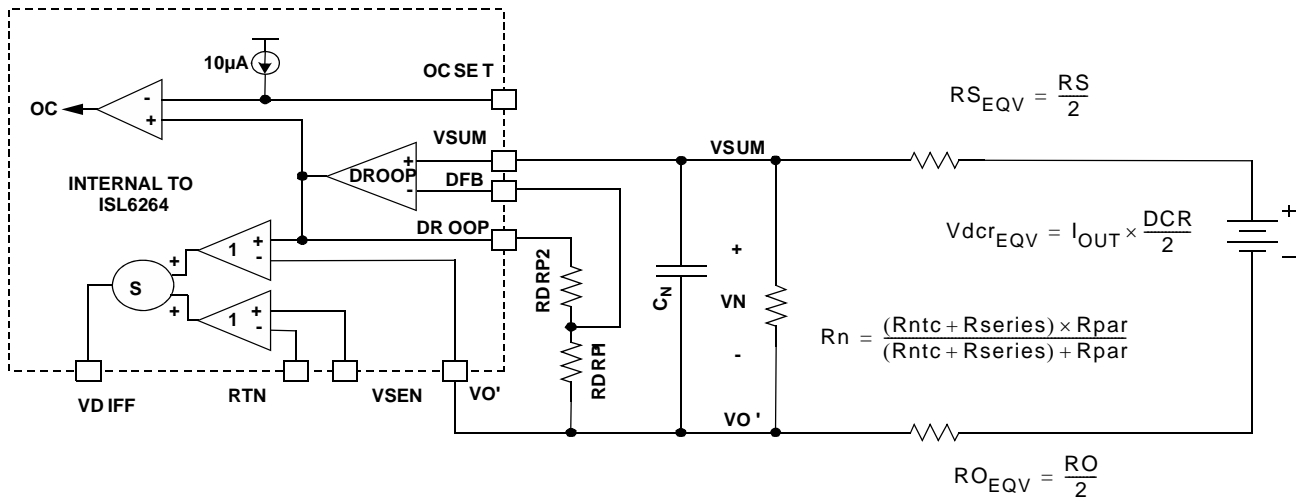 10µA
OCSET
OC
-
+
VSUM
DFB
DROOP
+
-
INTERNAL TO
ISL6264
DROOP
1
+
-
+
S
+
1
+
-
VDIFF
RTN
VSEN
VO'
RDRP2
RDRP1
CN
VSUM
+
VN
-
VO'
RS_EQV = RS/2
Vdcr_EQV = I_OUT × DCR/2
+
-
Rn = (Rntc + Rseries) × Rpar / (Rntc + Rseries) + Rpar
RO_EQV = RO/2